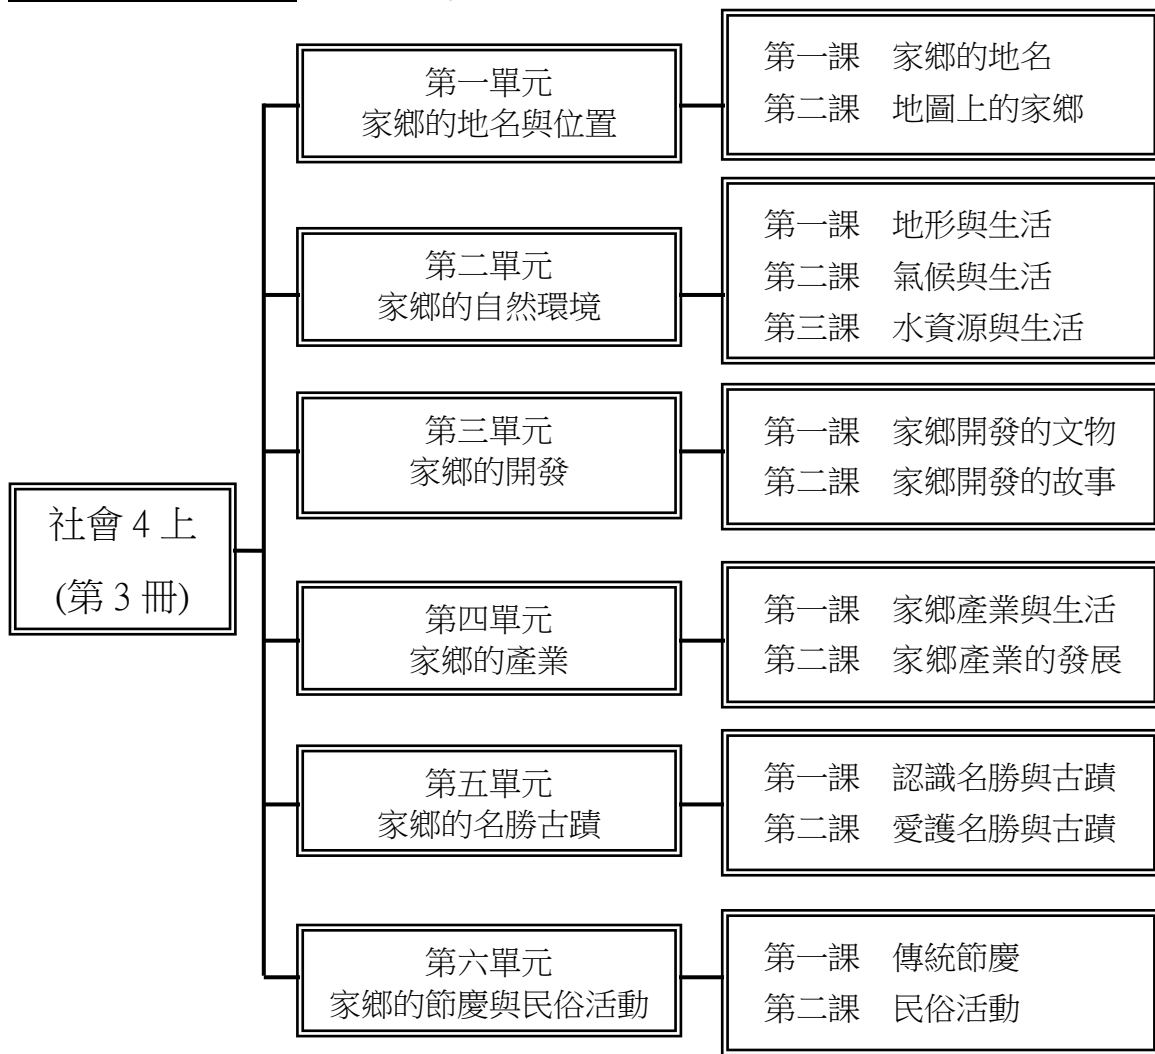 社會 4 上
(第 3 冊)
第一單元
家鄉的地名與位置
第一課 家鄉的地名
第二課 地圖上的家鄉
第二單元
家鄉的自然環境
第一課 地形與生活
第二課 氣候與生活
第三課 水資源與生活
第三單元
家鄉的開發
第一課 家鄉開發的文物
第二課 家鄉開發的故事
第四單元
家鄉的產業
第一課 家鄉產業與生活
第二課 家鄉產業的發展
第五單元
家鄉的名勝古蹟
第一課 認識名勝與古蹟
第二課 愛護名勝與古蹟
第六單元
家鄉的節慶與民俗活動
第一課 傳統節慶
第二課 民俗活動